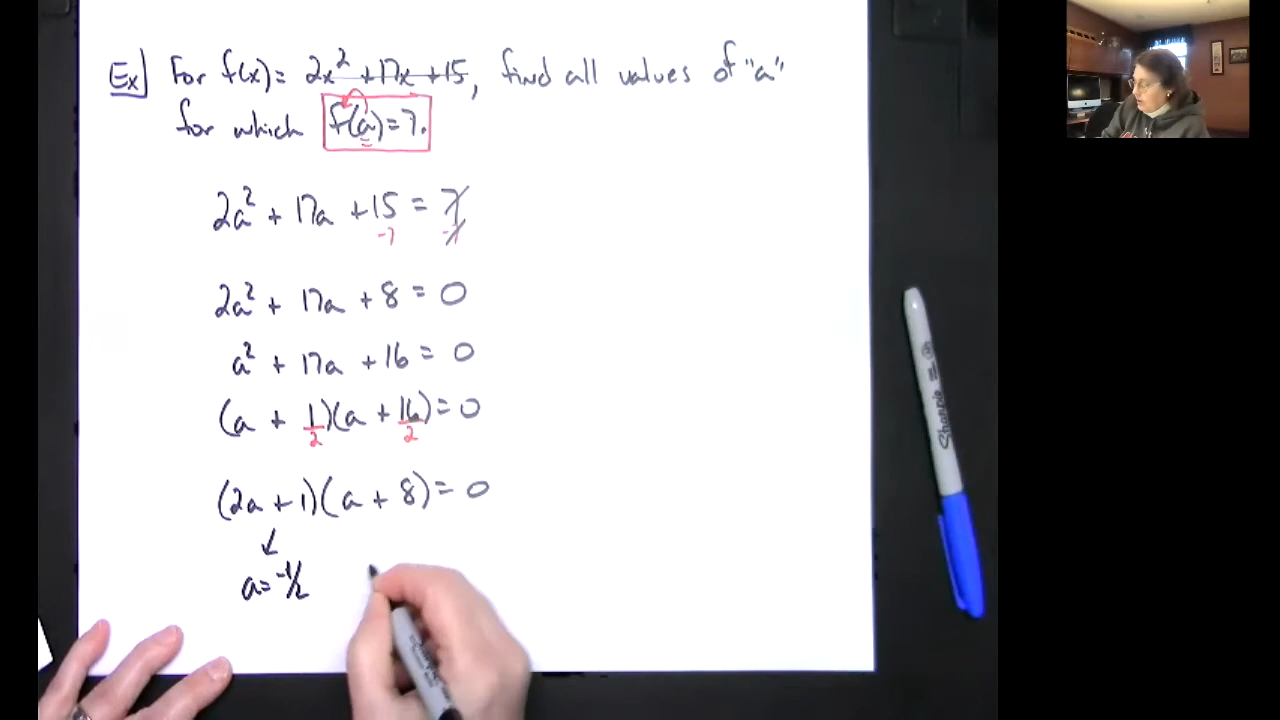 Ex) For f(x) = 2x² + 17x + 15, find all values of "a"
for which f(a) = 7.
2a² + 17a + 15 = 7
-7 -7
2a² + 17a + 8 = 0
a² + 17a + 16 = 0
(a + 1/2)(a + 16/2) = 0
(2a + 1)(a + 8) = 0
↓
a = -1/2
Sharpie